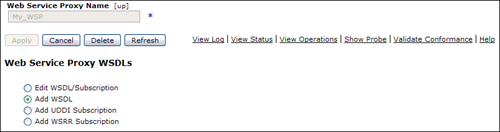 Web Service Proxy Name [up]
My_WSP *
Apply Cancel Delete Refresh View Log | View Status | View Operations | Show Probe | Validate Conformance | Help
Web Service Proxy WSDLs
Edit WSDL/Subscription
Add WSDL
Add UDDI Subscription
Add WSRR Subscription